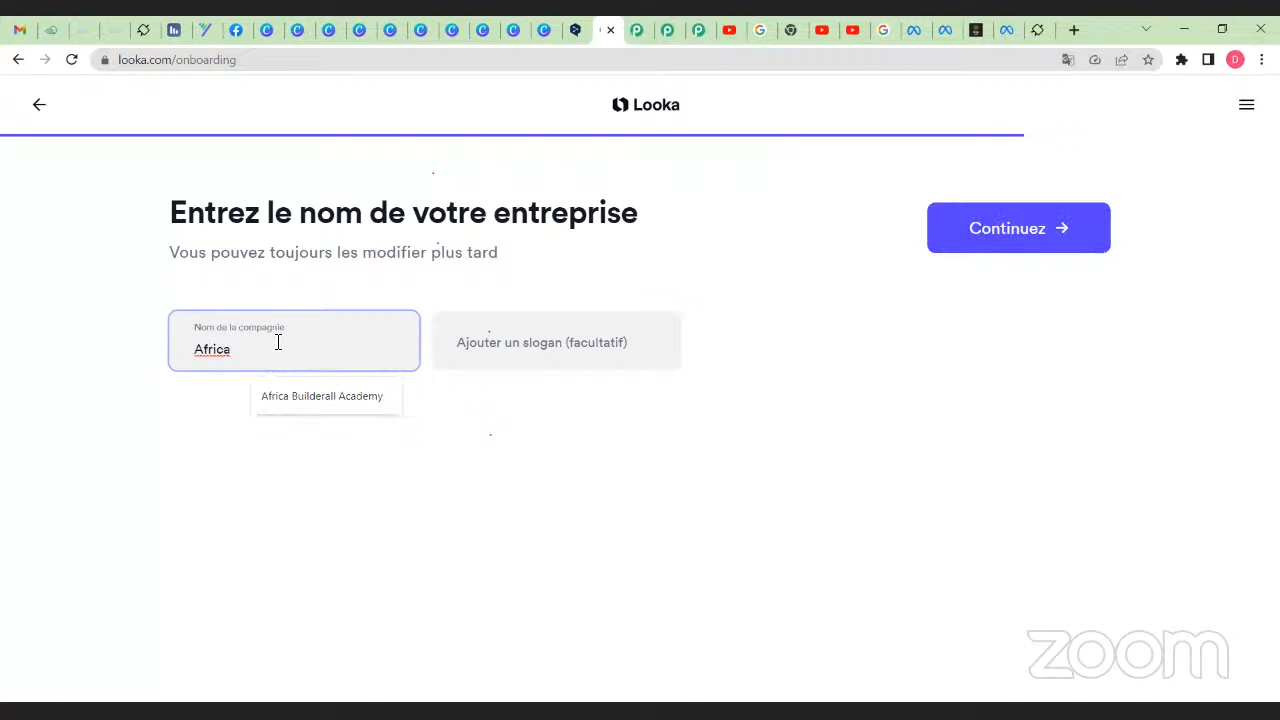 looka.com/onboarding
D
Looka
Entrez le nom de votre entreprise
Vous pouvez toujours les modifier plus tard
Continuez →
Nom de la compagnie
Africa
Ajouter un slogan (facultatif)
Africa Builderall Academy
zoom